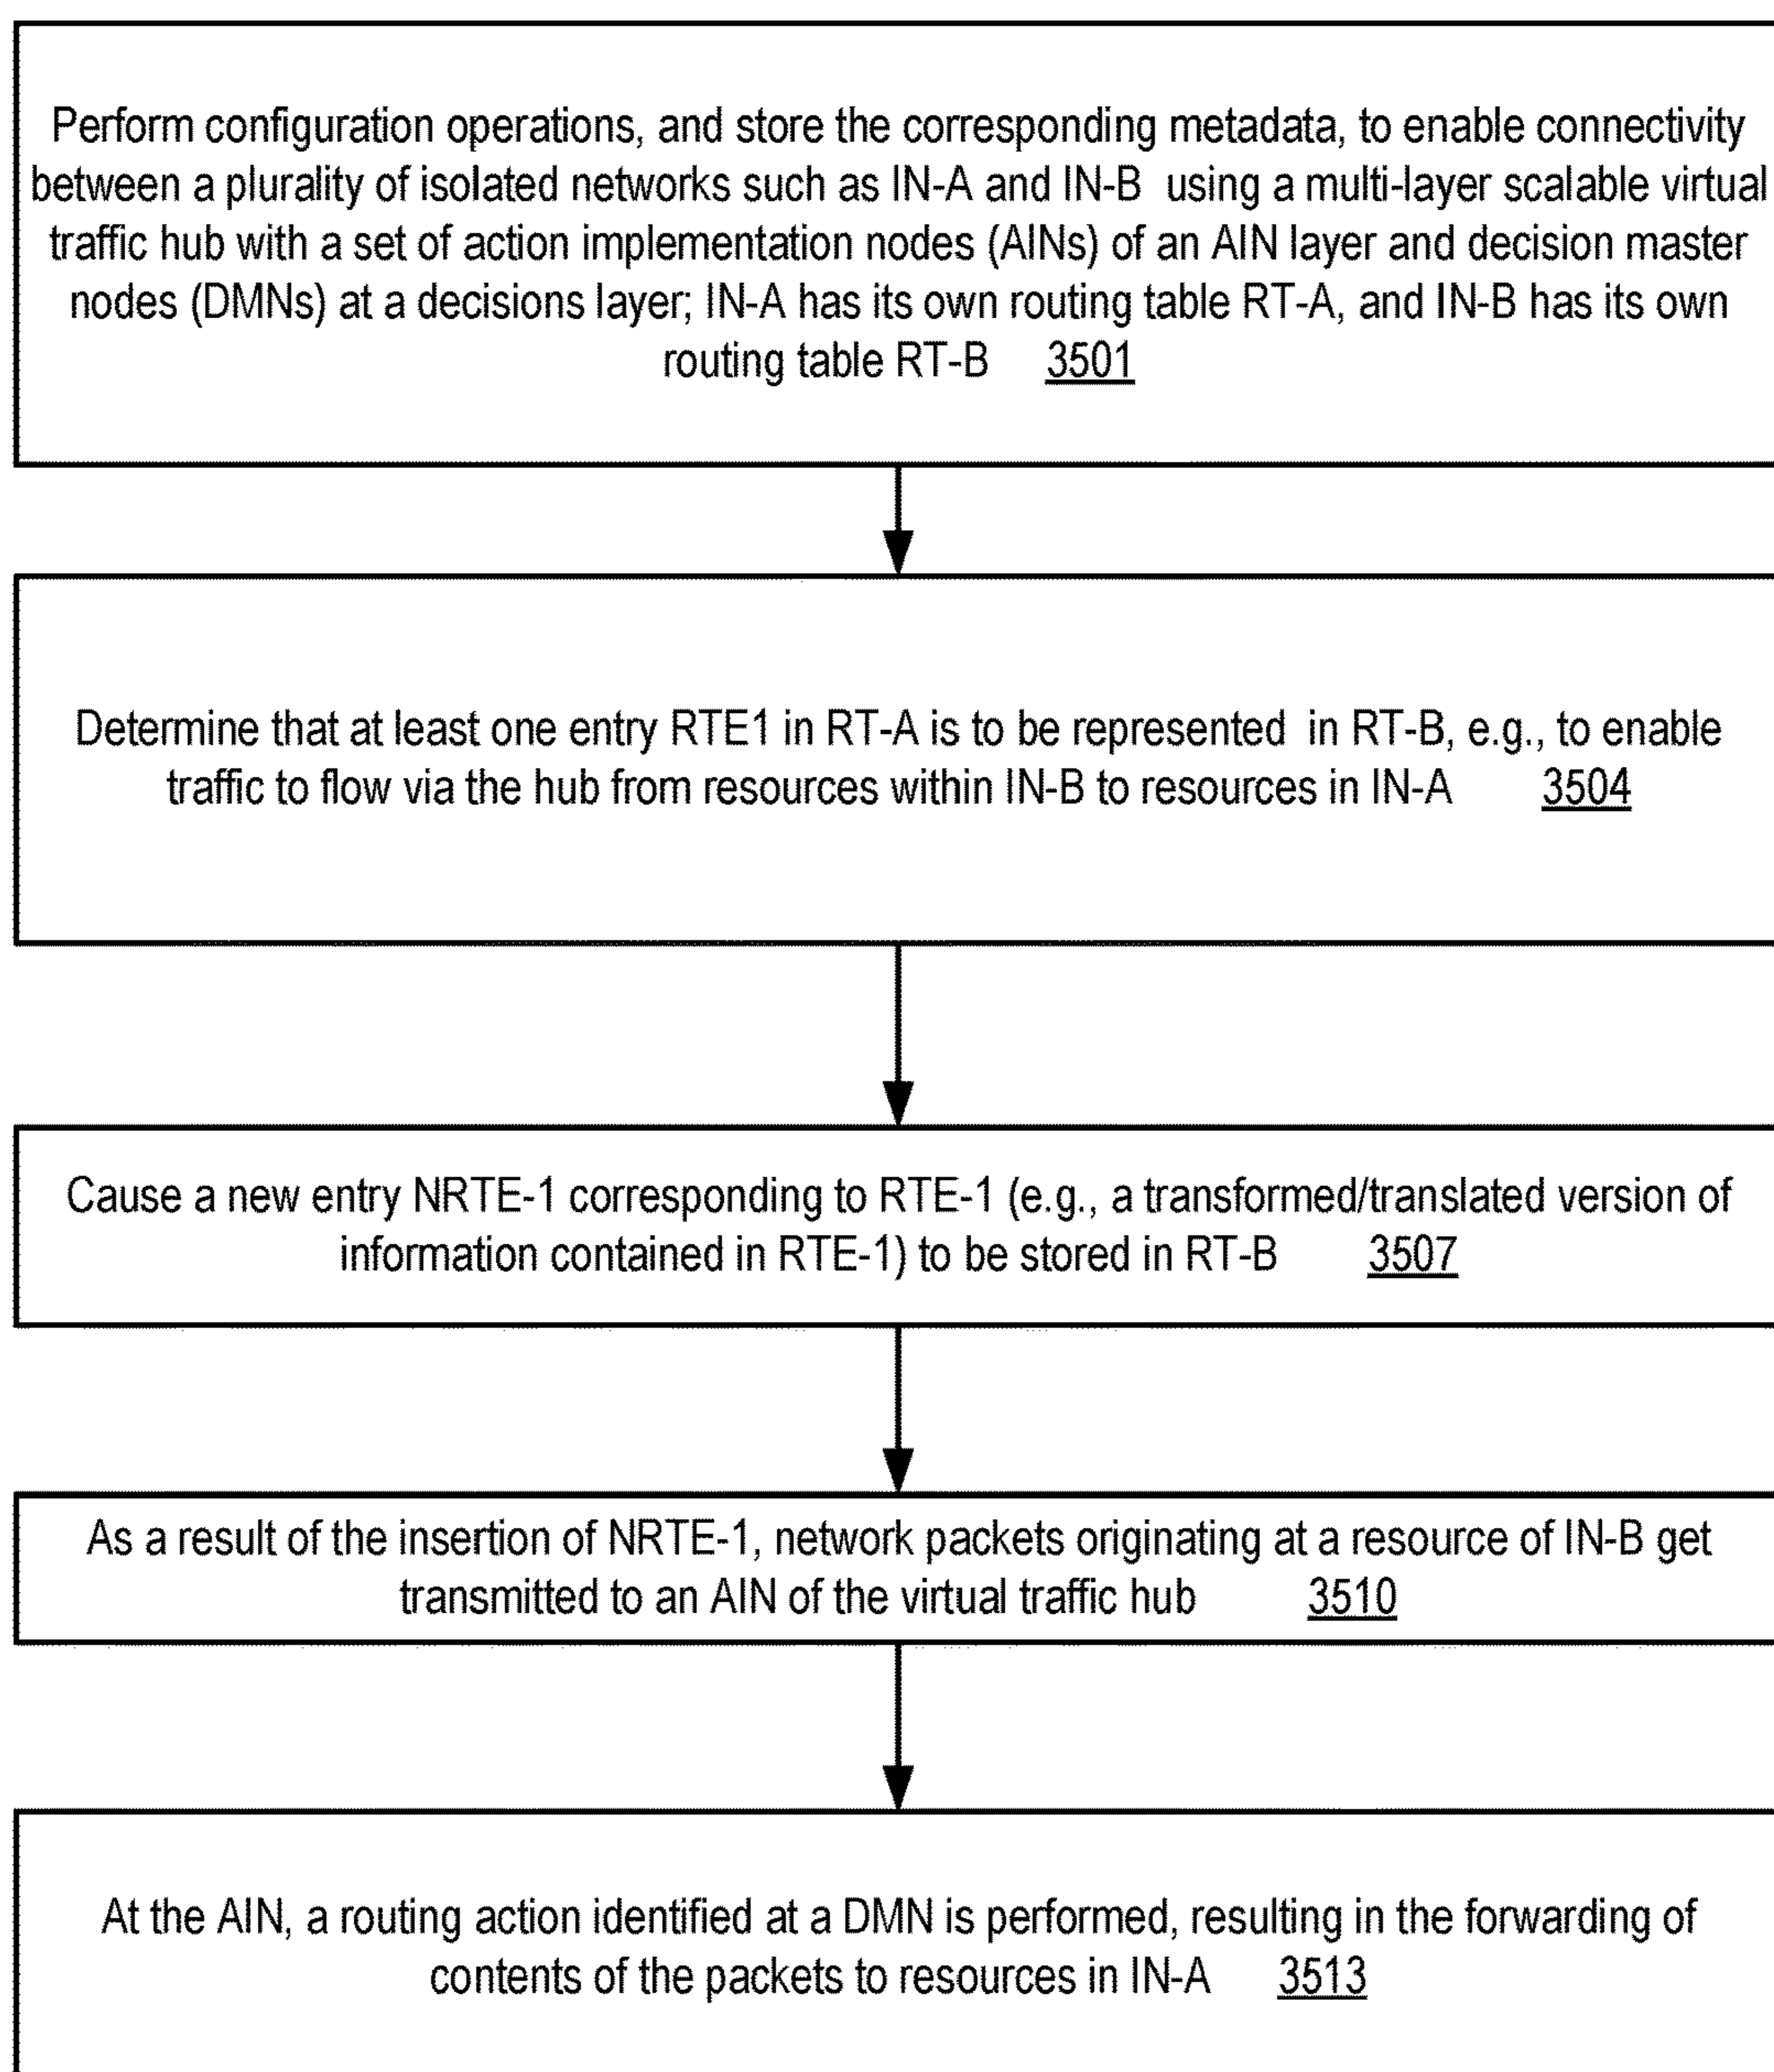 Perform configuration operations, and store the corresponding metadata, to enable connectivity
between a plurality of isolated networks such as IN-A and IN-B using a multi-layer scalable virtual
traffic hub with a set of action implementation nodes (AINs) of an AIN layer and decision master
nodes (DMNs) at a decisions layer; IN-A has its own routing table RT-A, and IN-B has its own
routing table RT-B 3501
Determine that at least one entry RTE1 in RT-A is to be represented in RT-B, e.g., to enable
traffic to flow via the hub from resources within IN-B to resources in IN-A 3504
Cause a new entry NRTE-1 corresponding to RTE-1 (e.g., a transformed/translated version of
information contained in RTE-1) to be stored in RT-B 3507
As a result of the insertion of NRTE-1, network packets originating at a resource of IN-B get
transmitted to an AIN of the virtual traffic hub 3510
At the AIN, a routing action identified at a DMN is performed, resulting in the forwarding of
contents of the packets to resources in IN-A 3513